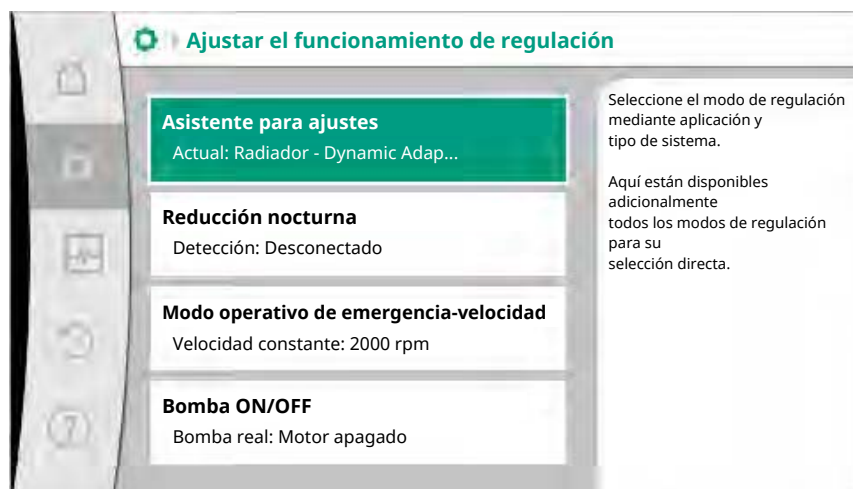 Ajustar el funcionamiento de regulación
Asistente para ajustes
Actual: Radiador - Dynamic Adap...
Reducción nocturna
Detección: Desconectado
Modo operativo de emergencia-velocidad
Velocidad constante: 2000 rpm
Bomba ON/OFF
Bomba real: Motor apagado
Seleccione el modo de regulación
mediante aplicación y
tipo de sistema.
Aquí están disponibles
adicionalmente
todos los modos de regulación
para su
selección directa.